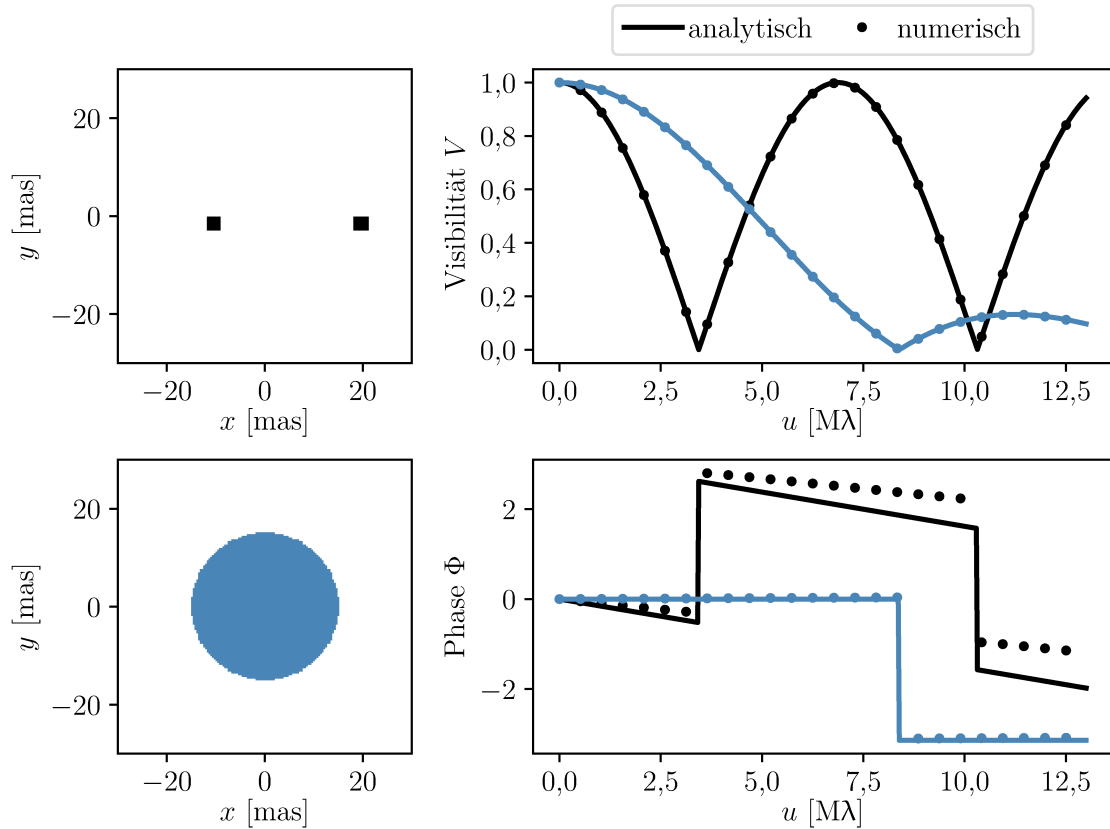 analytisch numerisch
20
0
−20
y [mas]
−20 0 20
x [mas]
1,0
0,8
0,6
0,4
0,2
0,0
Visibilität V
0,0 2,5 5,0 7,5 10,0 12,5
u [Mλ]
20
0
−20
y [mas]
−20 0 20
x [mas]
2
0
−2
Phase Φ
0,0 2,5 5,0 7,5 10,0 12,5
u [Mλ]